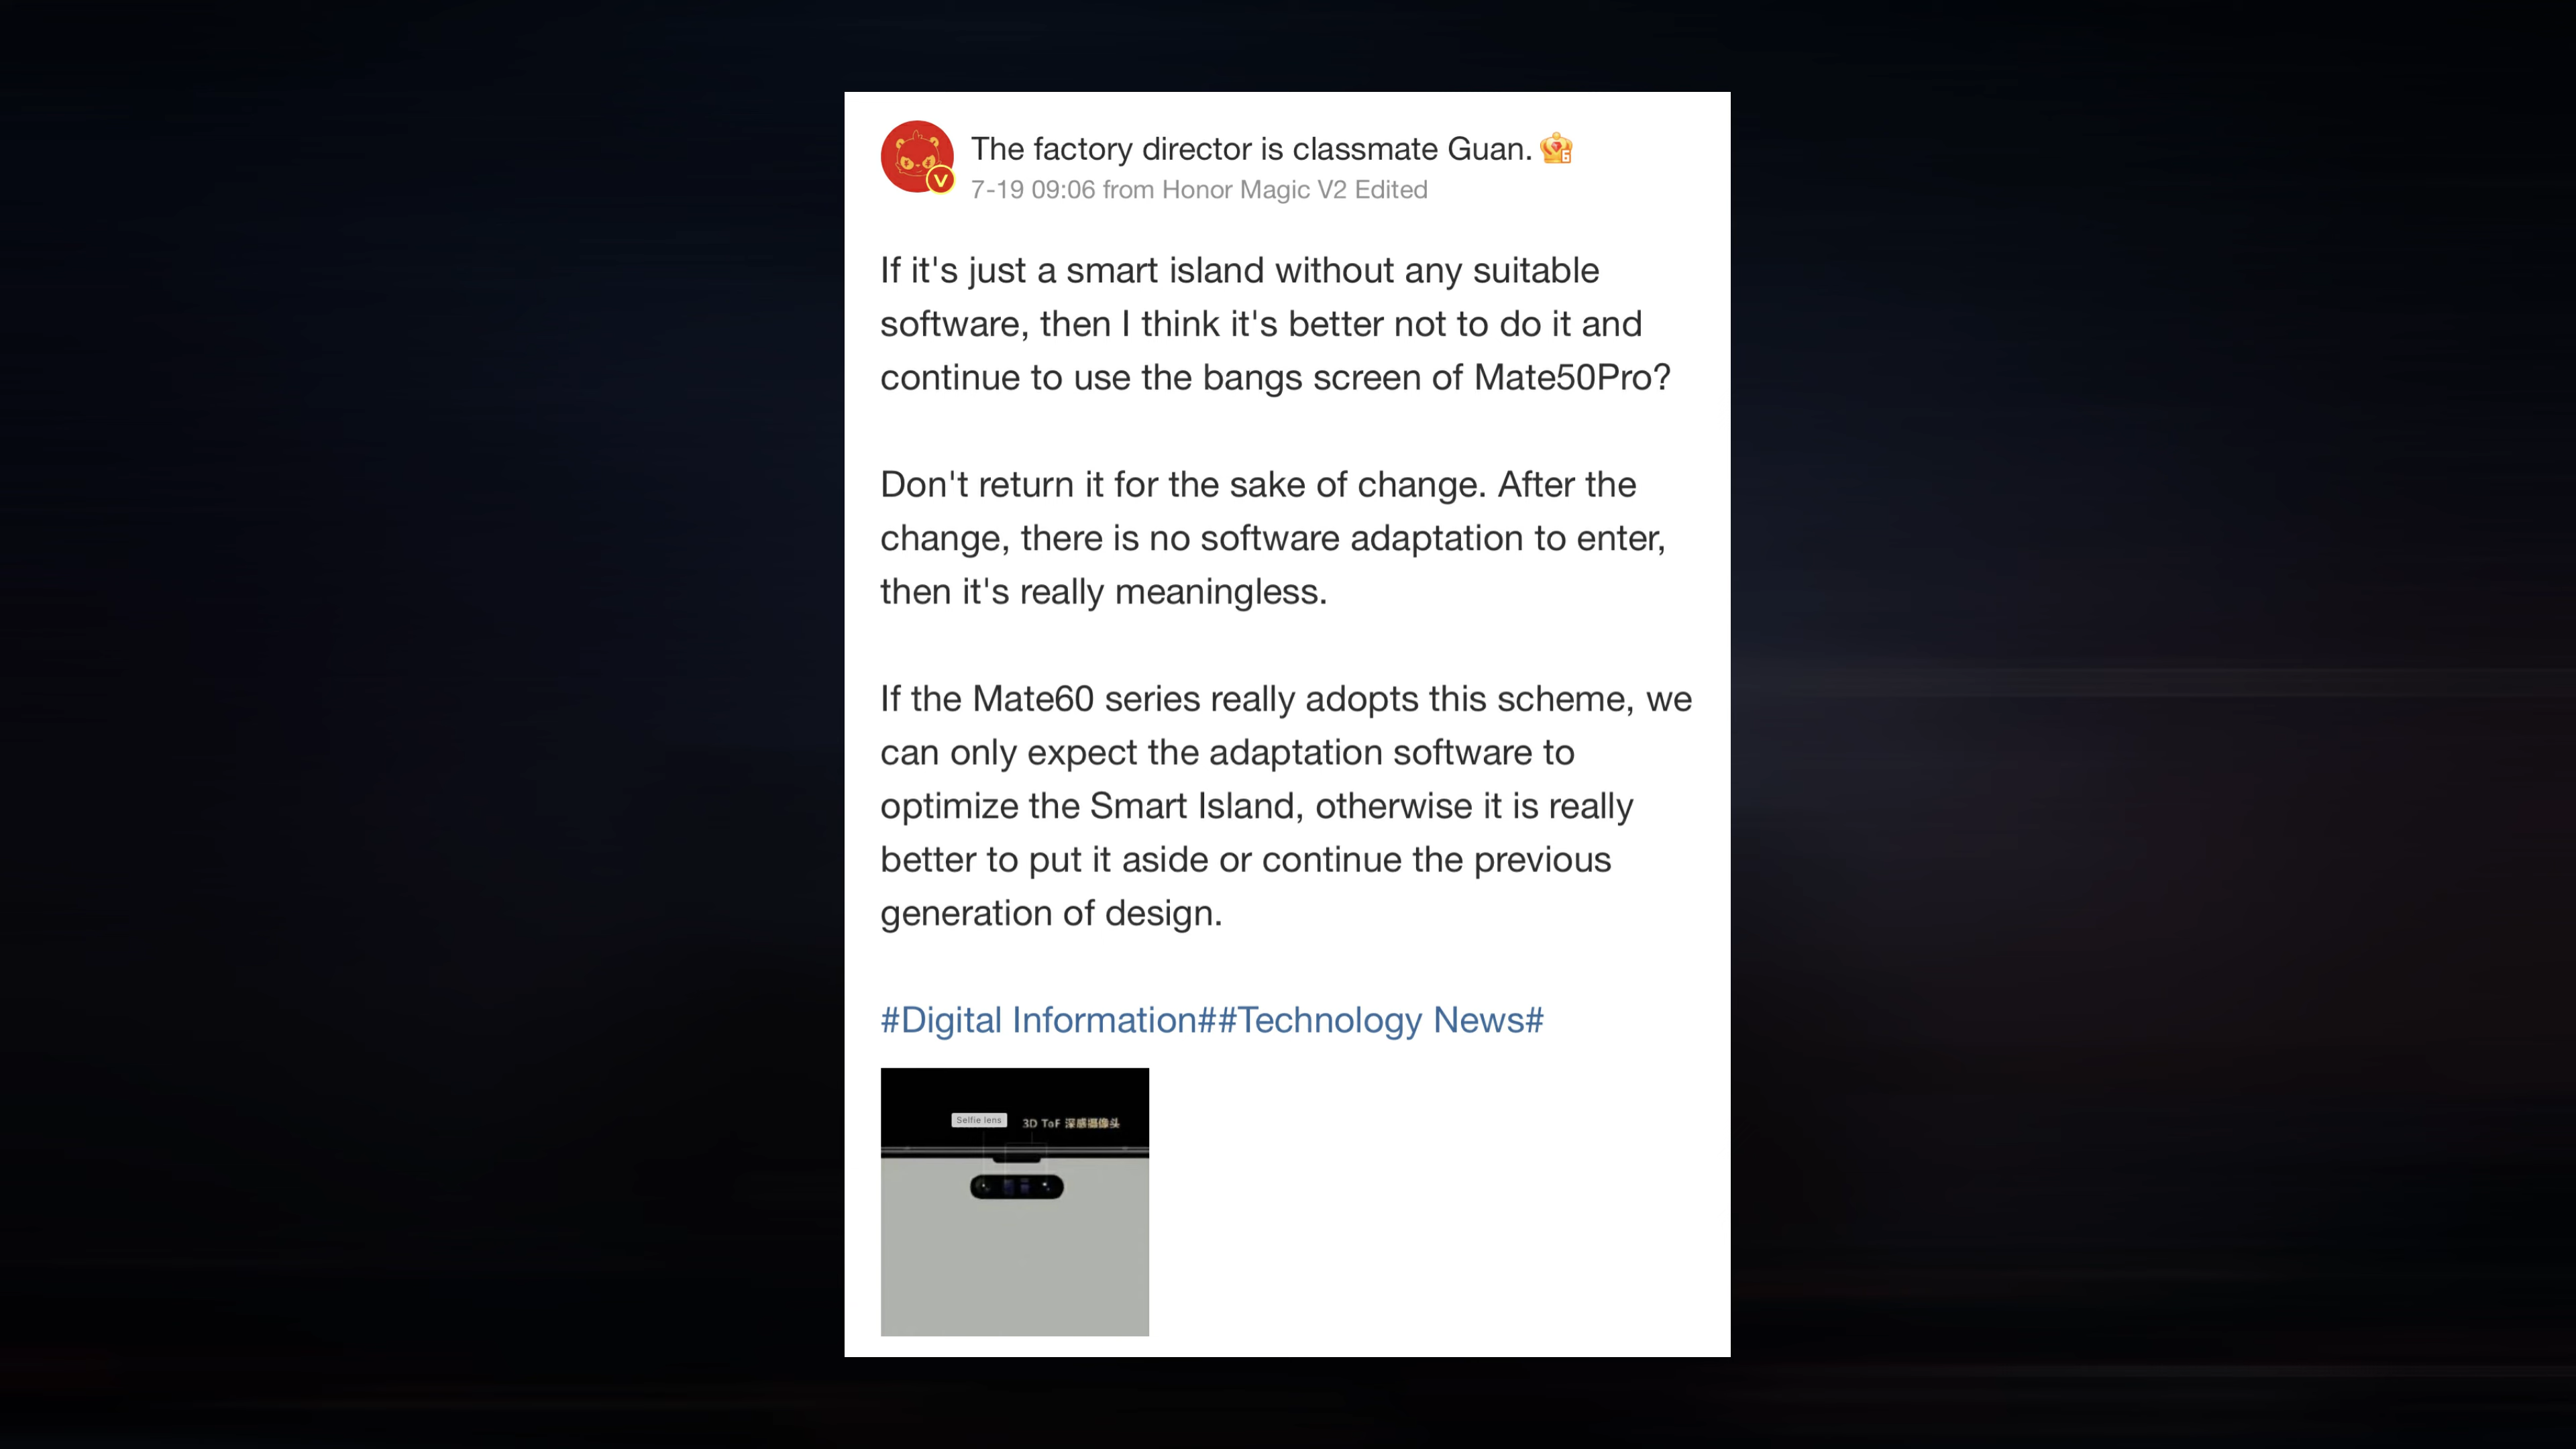 The factory director is classmate Guan.
7-19 09:06 from Honor Magic V2 Edited
If it's just a smart island without any suitable
software, then I think it's better not to do it and
continue to use the bangs screen of Mate50Pro?
Don't return it for the sake of change. After the
change, there is no software adaptation to enter,
then it's really meaningless.
If the Mate60 series really adopts this scheme, we
can only expect the adaptation software to
optimize the Smart Island, otherwise it is really
better to put it aside or continue the previous
generation of design.
#Digital Information##Technology News#
Selfie lens
3D ToF 深感摄像头